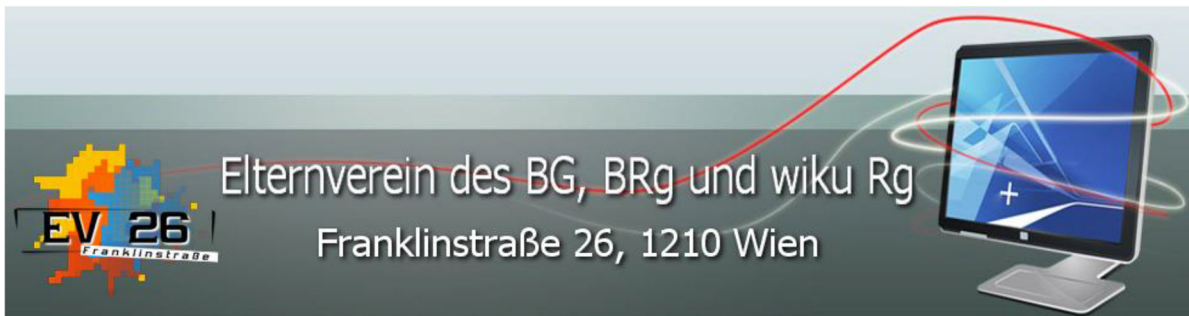 Elternverein des BG, BRg und wiku Rg
Franklinstraße 26, 1210 Wien
EV 26
Franklinstraße